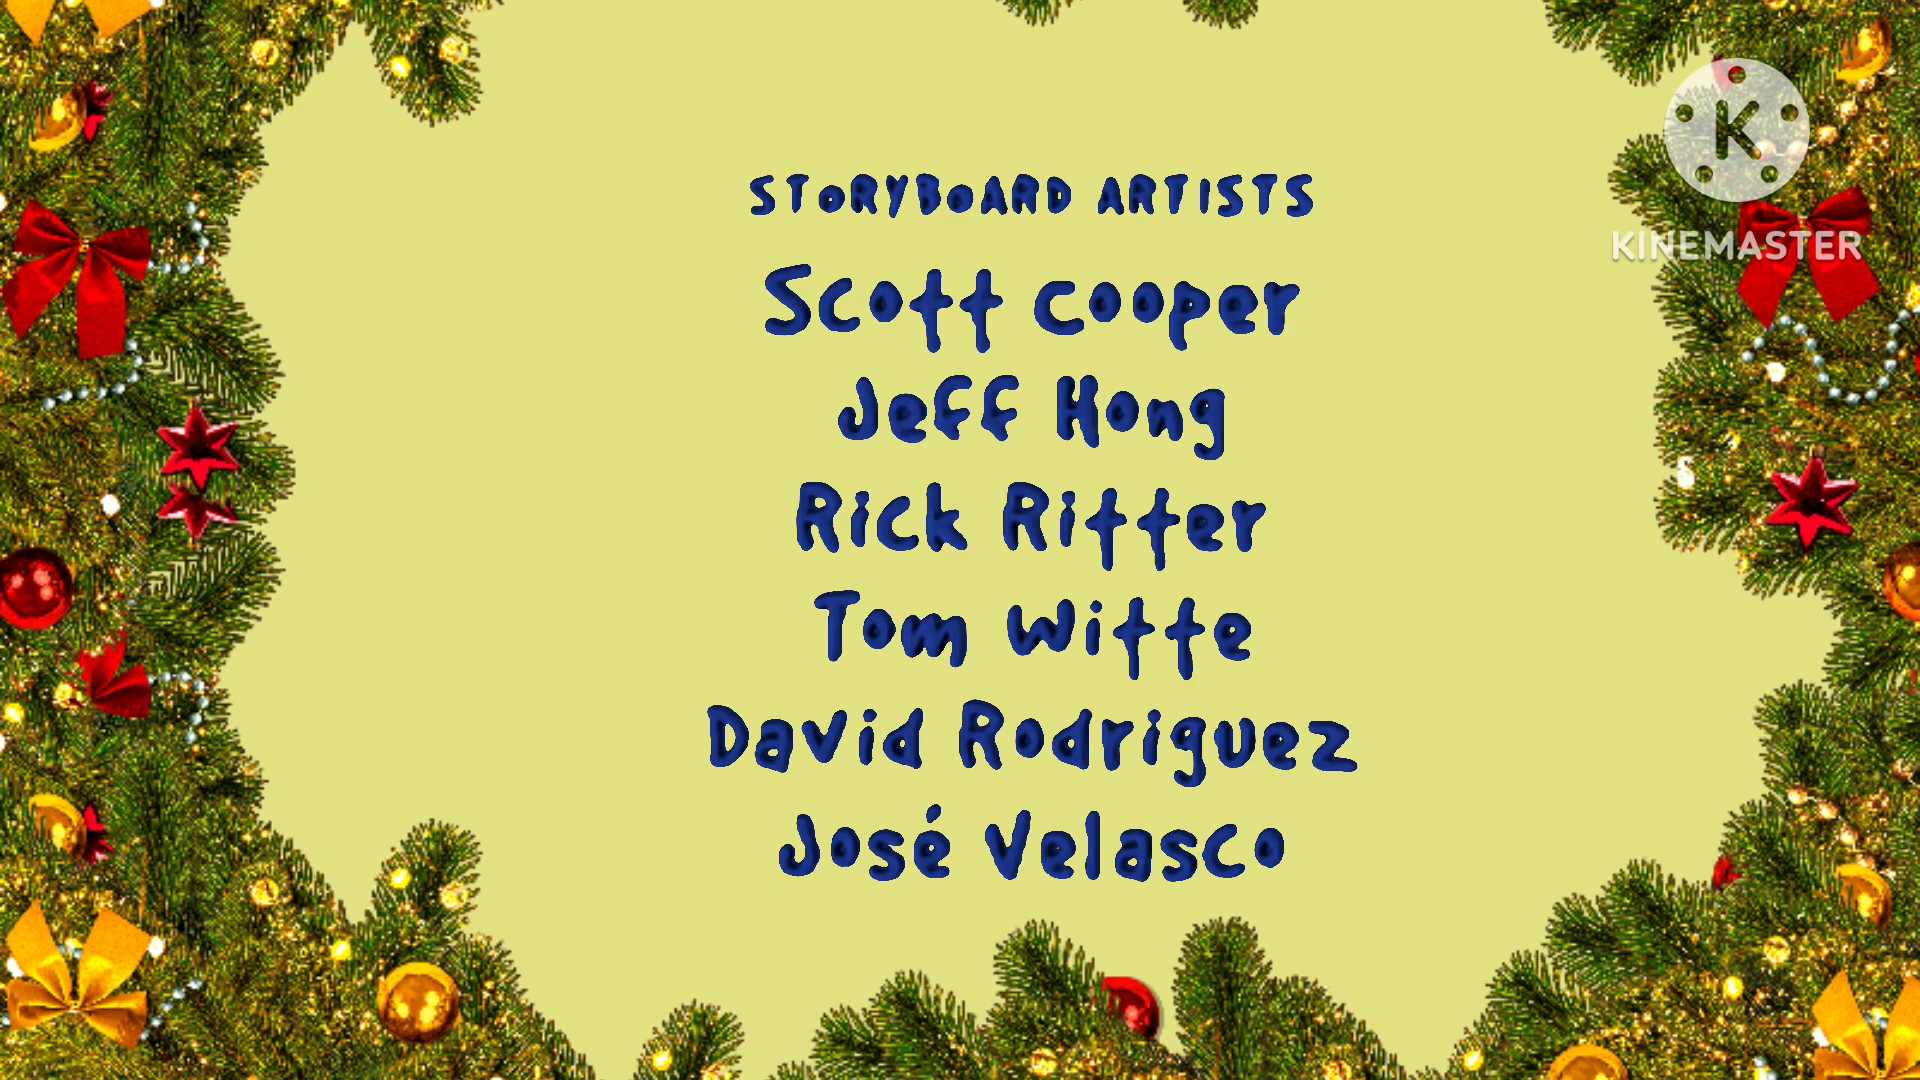 STORYBOARD ARTISTS
Scott Cooper
Jeff Hong
Rick Ritter
Tom Witte
David Rodriguez
José Velasco
K
KINEMASTER